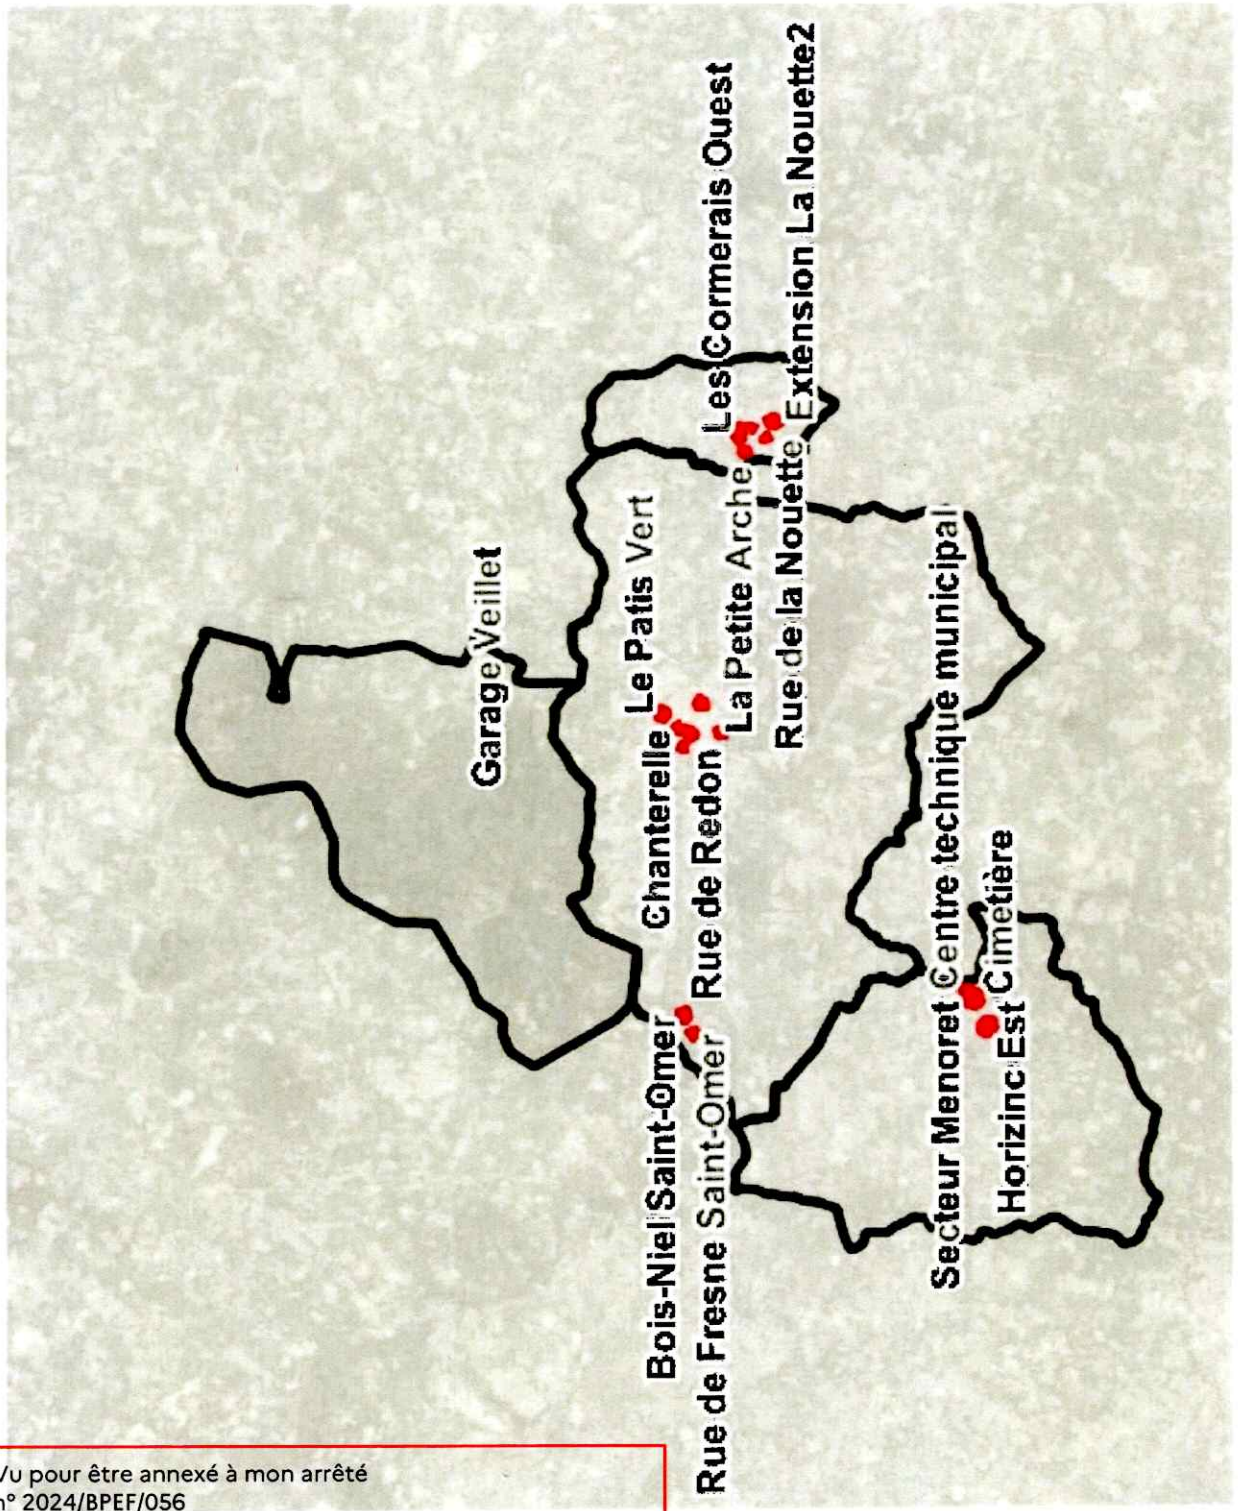 Garage Veillet
Le Patis Vert
Chanterelle
Rue de Redon
Les Cormerais Ouest
Extension La Nouette2
La Petite Arche
Rue de la Nouette
Bois-Niel Saint-Omer
Rue de Fresne Saint-Omer
Secteur Menoret Centre technique municipal
Horizinc Est Cimetière
Vu pour être annexé à mon arrêté
n° 2024/BPEF/056